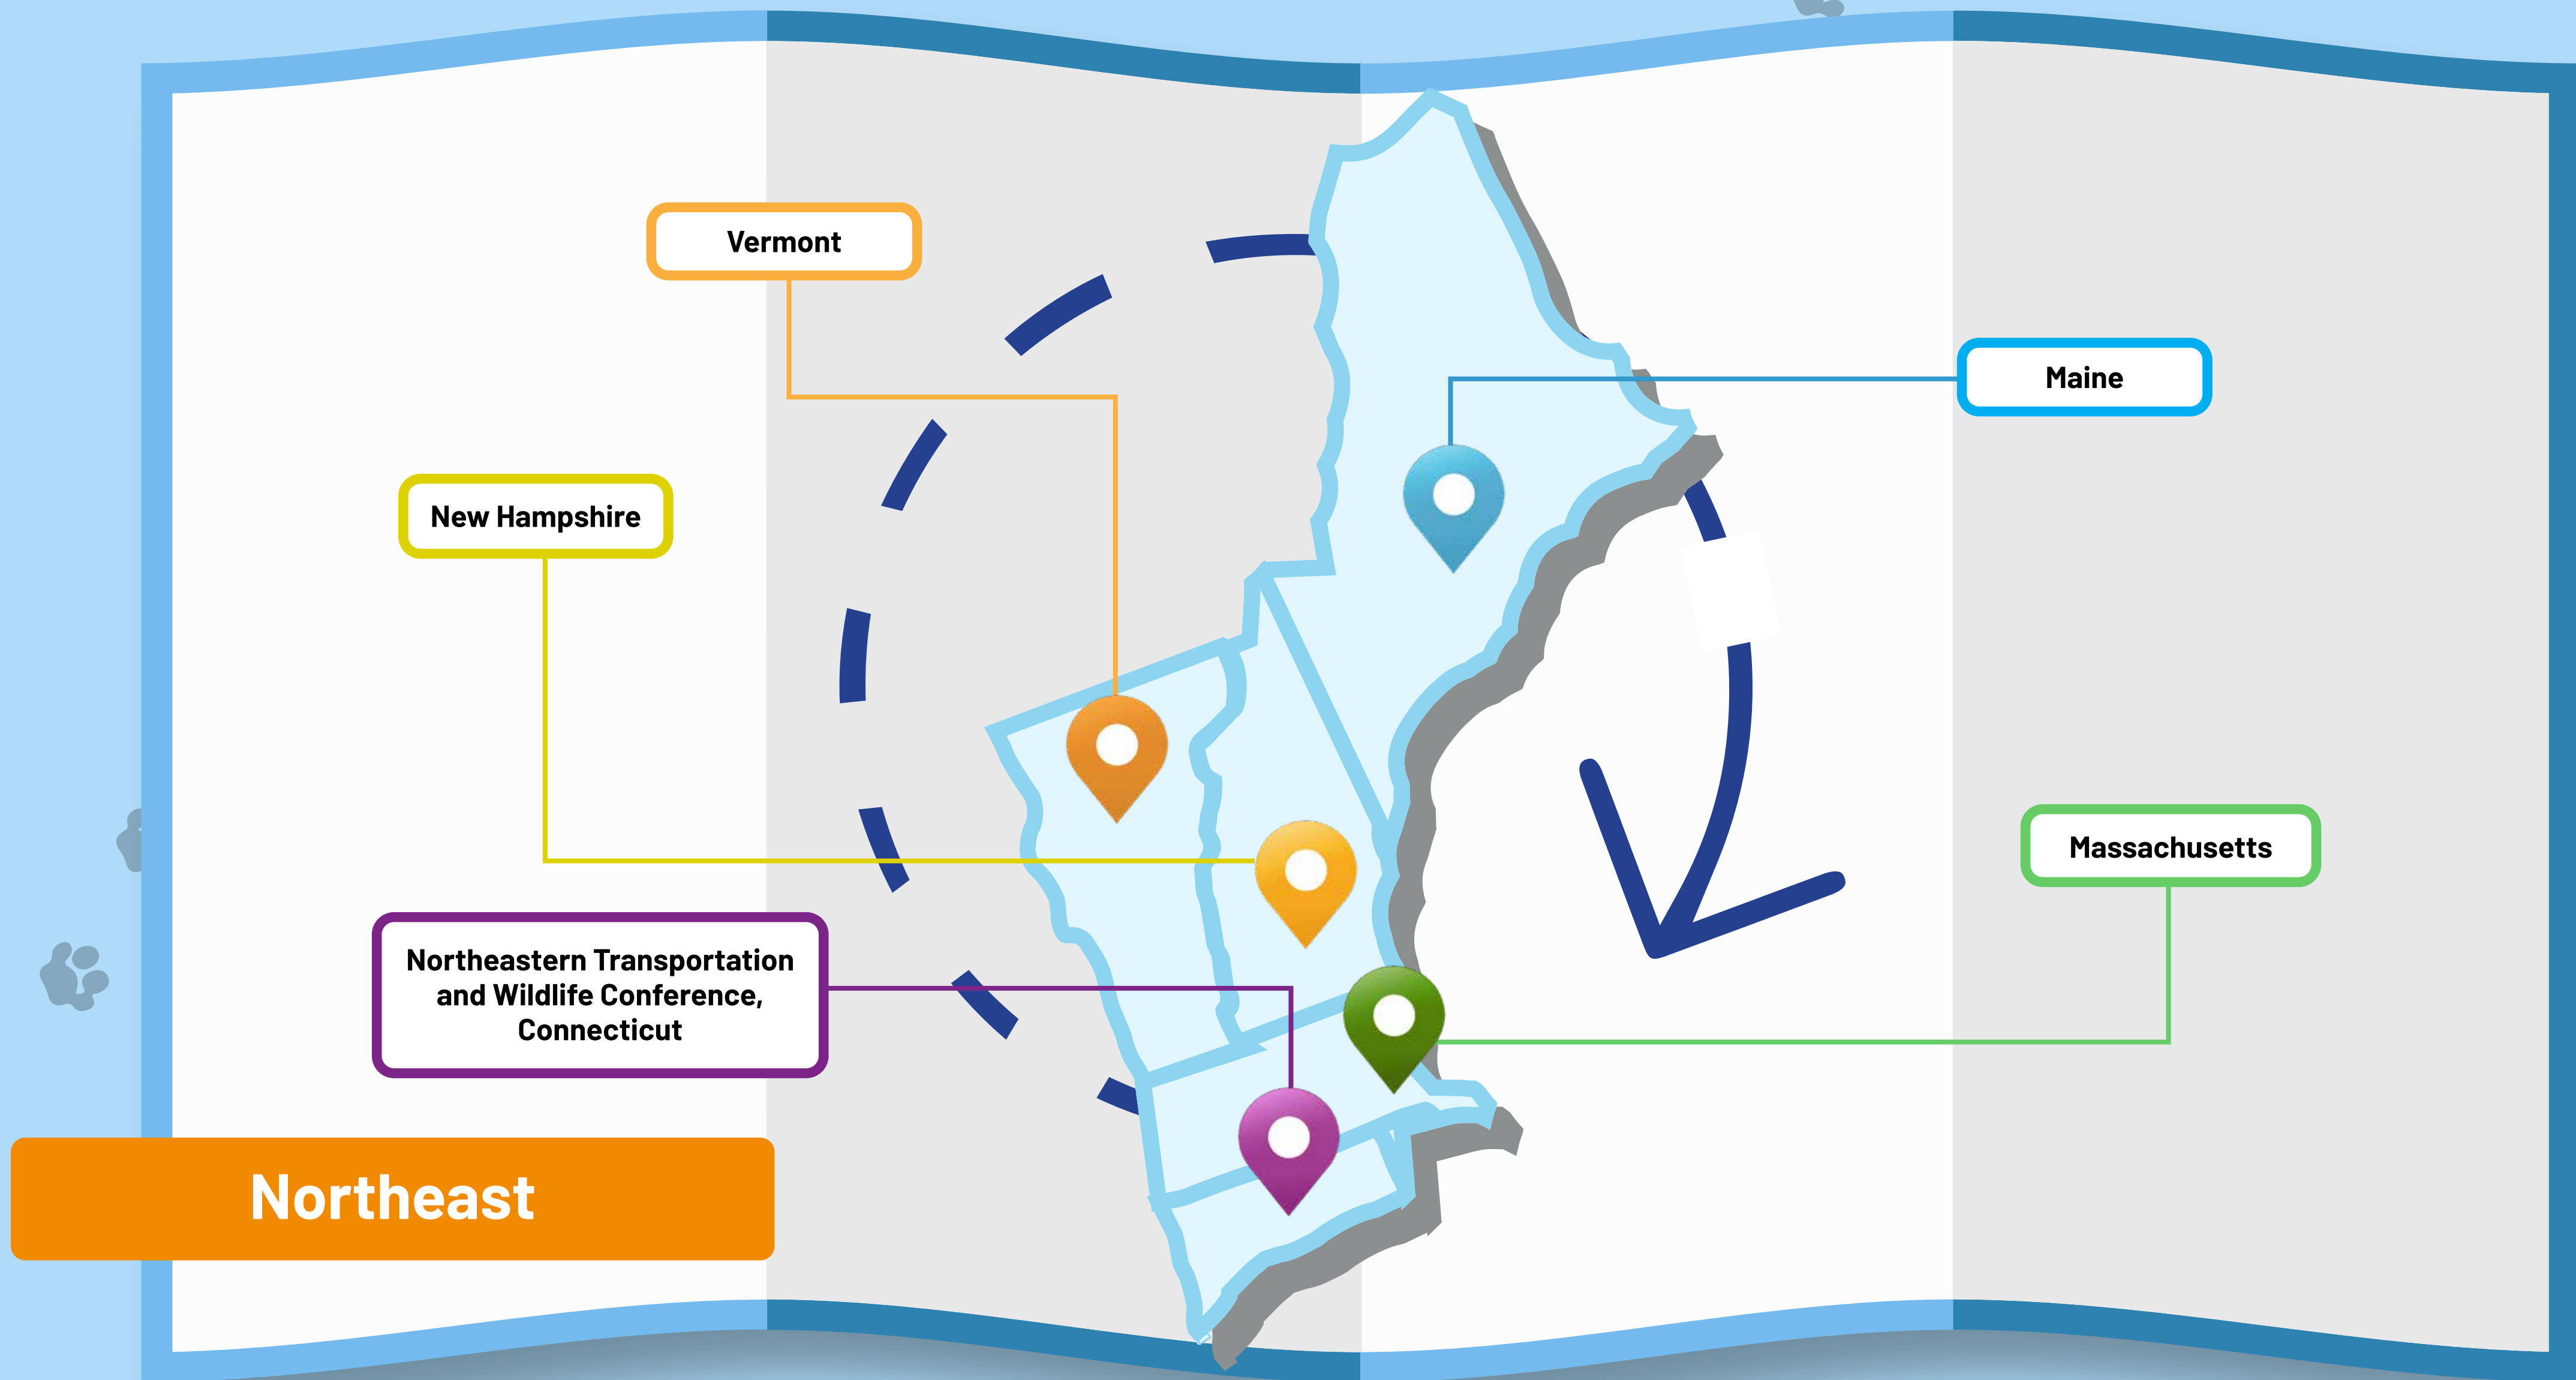 Vermont
Maine
New Hampshire
Massachusetts
Northeastern Transportation
and Wildlife Conference,
Connecticut
Northeast